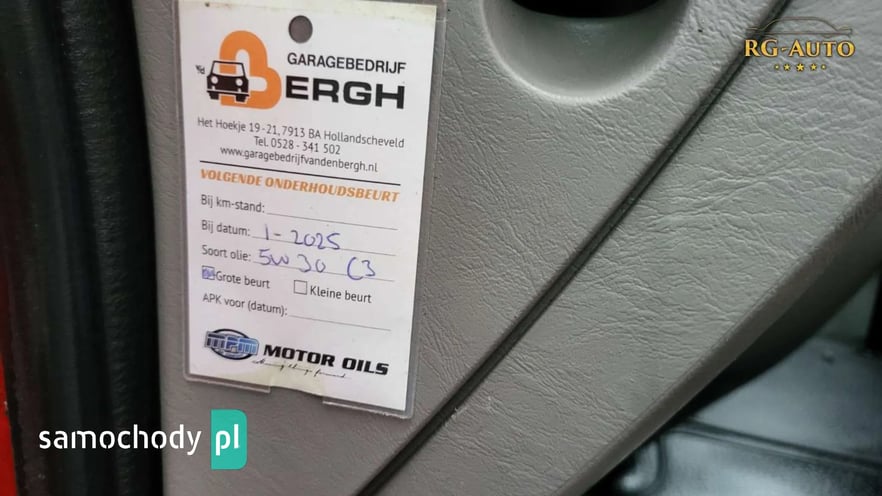 GARAGEBEDRIJF
v/d BERGH
Het Hoekje 19-21, 7913 BA Hollandscheveld
Tel. 0528 - 341 502
www.garagebedrijfvandenbergh.nl
VOLGENDE ONDERHOUDSBEURT
Bij km-stand:
Bij datum: 1-2025
Soort olie: 5W30 C3
Grote beurt Kleine beurt
APK voor (datum):
MOTOR OILS
RG-AUTO
samochody pl